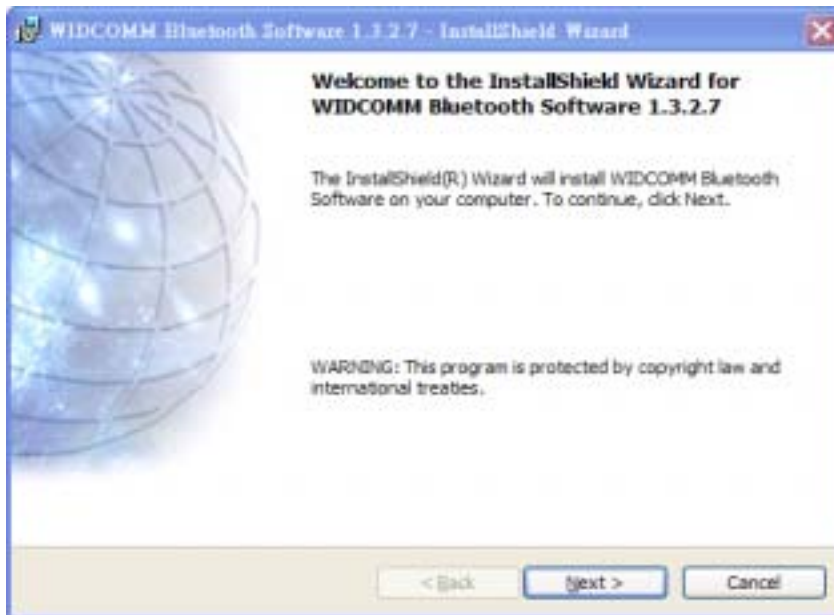 WIDCOMM Bluetooth Software 1.3.2.7 - InstallShield Wizard
Welcome to the InstallShield Wizard for
WIDCOMM Bluetooth Software 1.3.2.7
The InstallShield(R) Wizard will install WIDCOMM Bluetooth
Software on your computer. To continue, click Next.
WARNING: This program is protected by copyright law and
international treaties.
< Back
Next >
Cancel